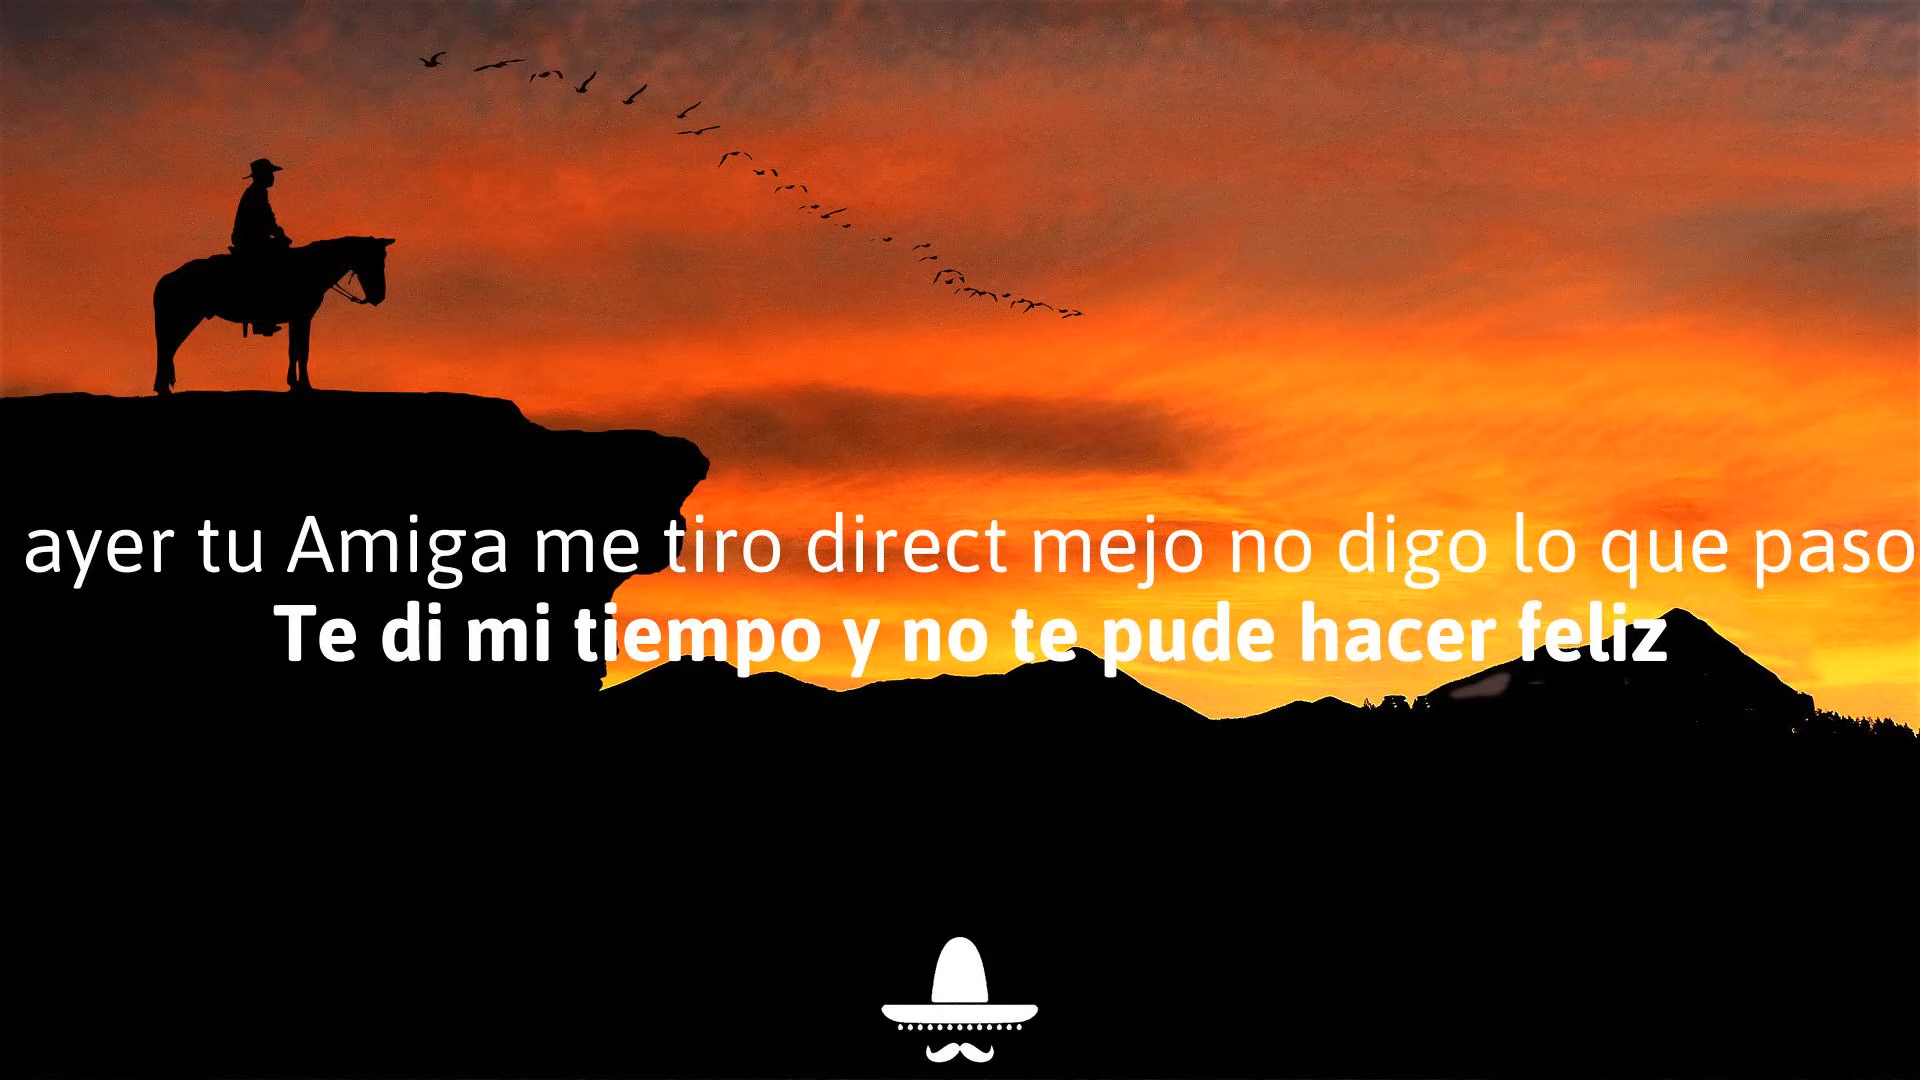 ayer tu Amiga me tiro direct mejo no digo lo que paso
Te di mi tiempo y no te pude hacer feliz